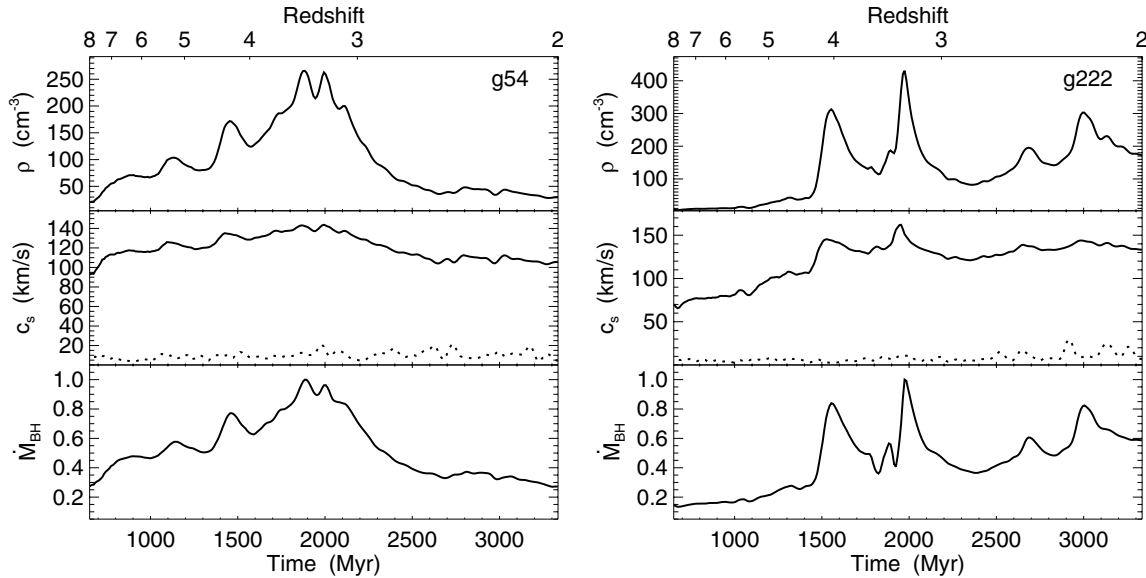 Redshift
8 7 6 5 4 3 2
g54
250
200
150
100
50
ρ (cm⁻³)
140
120
100
80
60
40
20
c_s (km/s)
1.0
0.8
0.6
0.4
0.2
Ṁ_BH
1000 1500 2000 2500 3000
Time (Myr)
Redshift
8 7 6 5 4 3 2
g222
400
300
200
100
ρ (cm⁻³)
150
100
50
c_s (km/s)
1.0
0.8
0.6
0.4
0.2
Ṁ_BH
1000 1500 2000 2500 3000
Time (Myr)